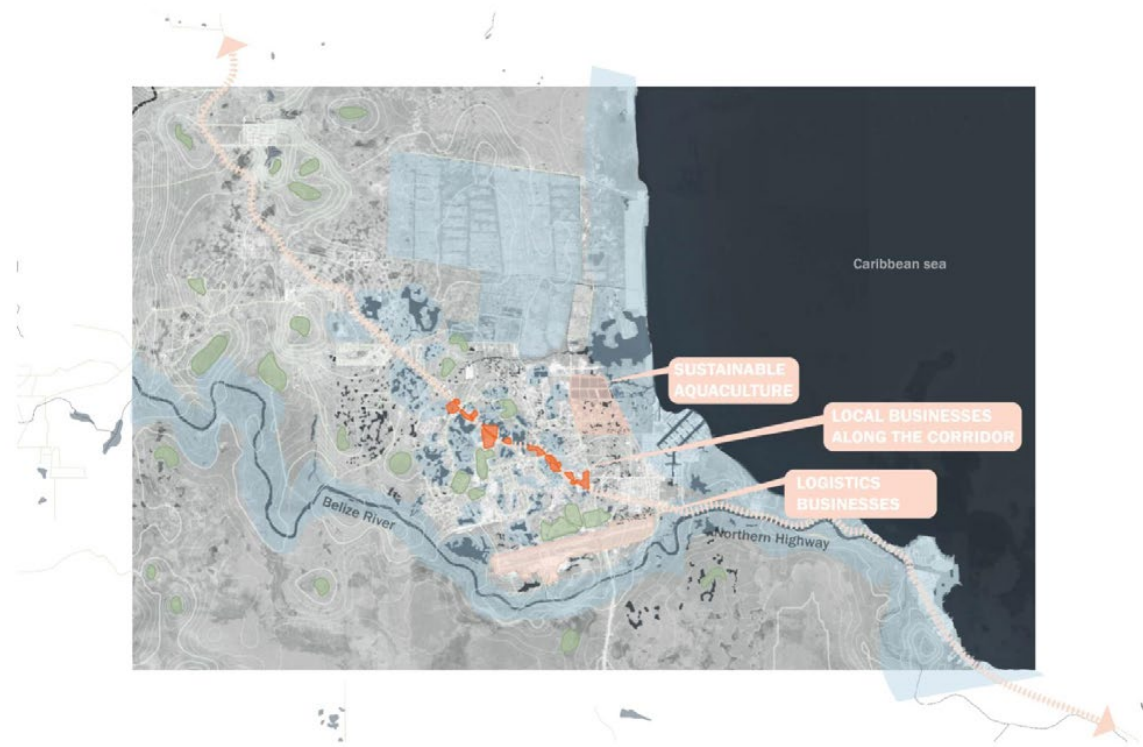 Caribbean sea
SUSTAINABLE
AQUACULTURE
LOCAL BUSINESSES
ALONG THE CORRIDOR
LOGISTICS
BUSINESSES
Belize River
Northern Highway